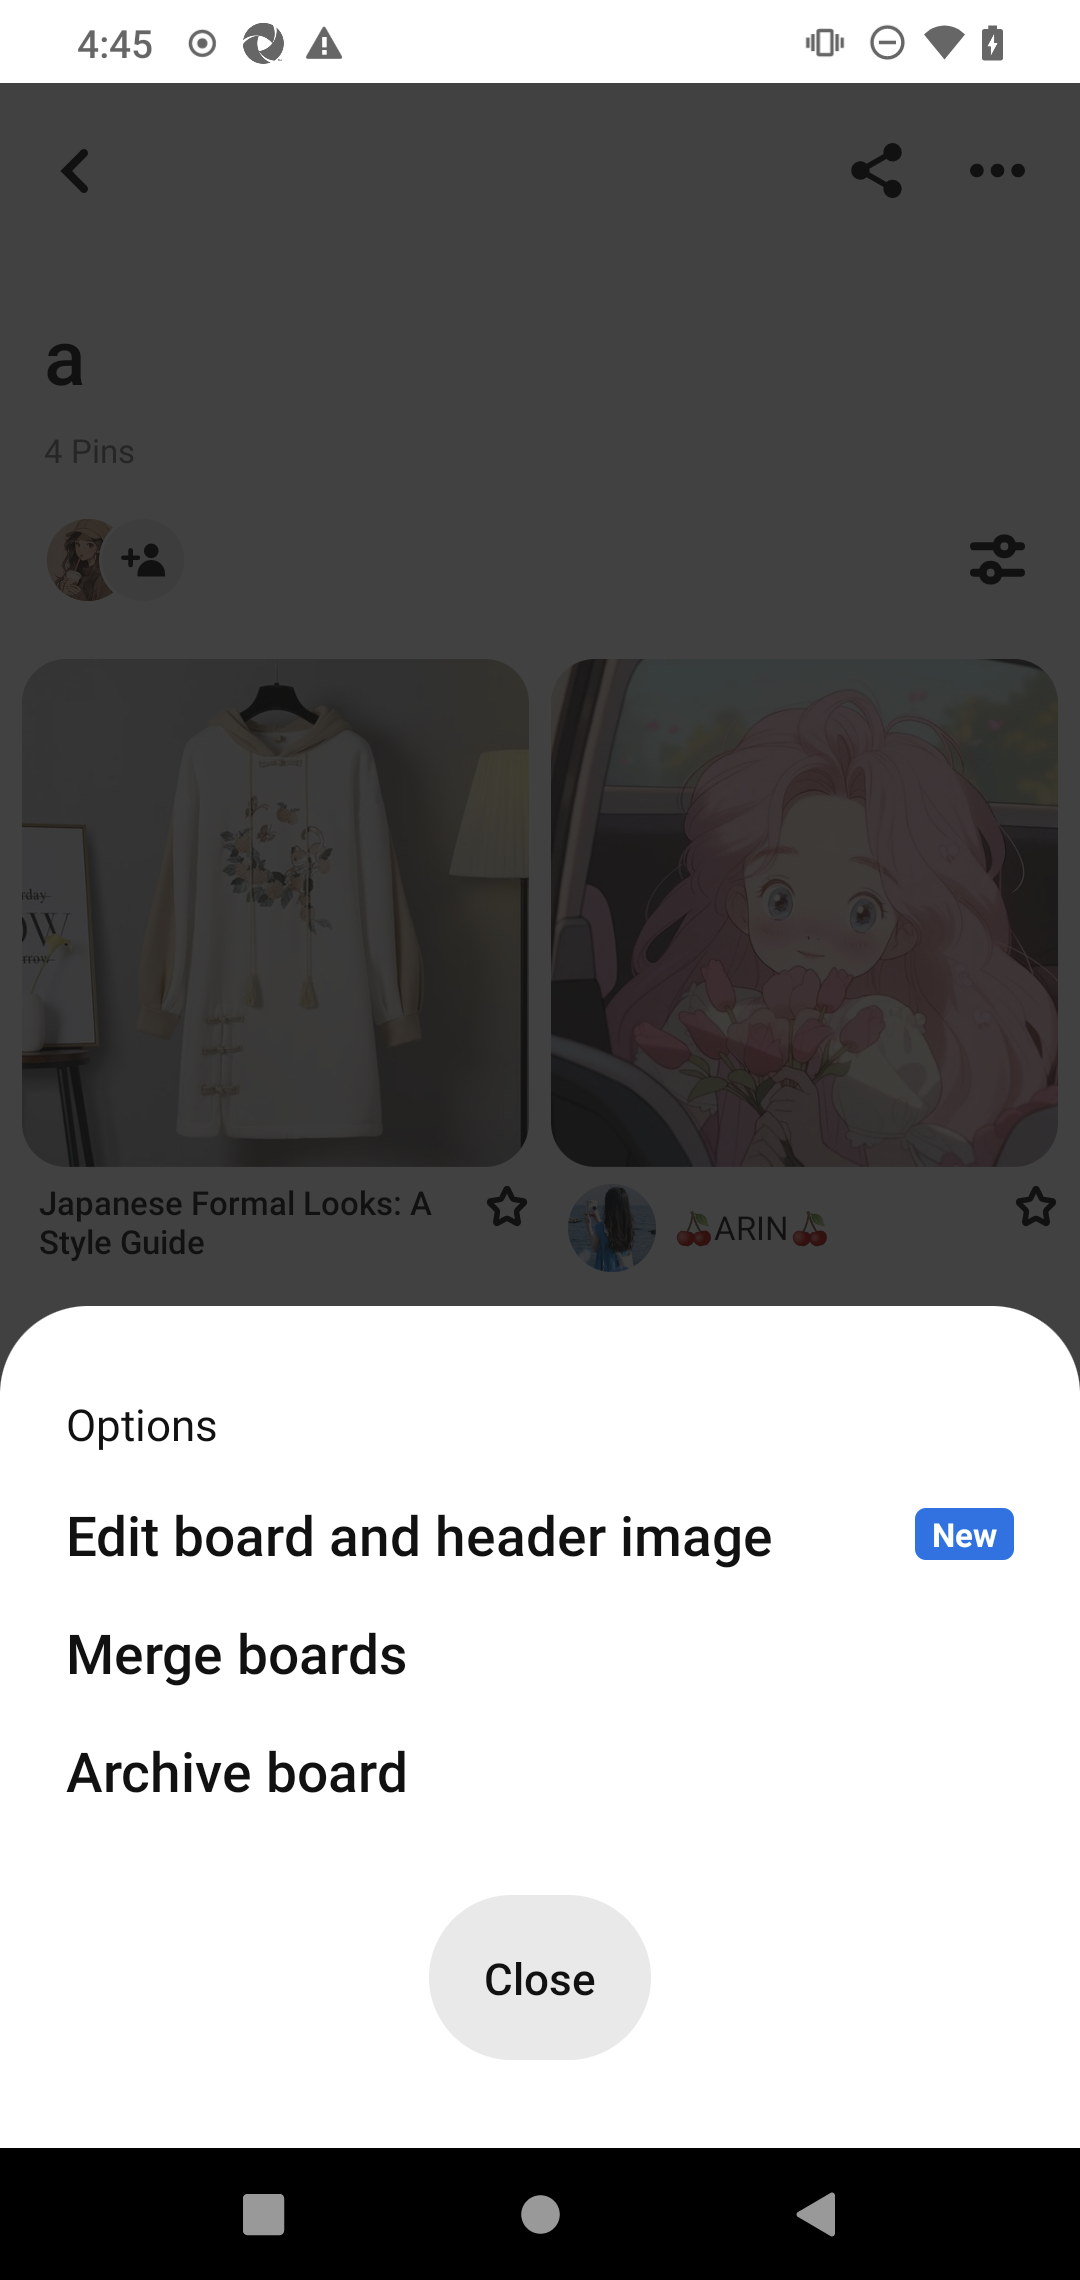 4:45
a
4 Pins
Japanese Formal Looks: A
Style Guide
🍒ARIN🍒
Options
Edit board and header image
New
Merge boards
Archive board
Close